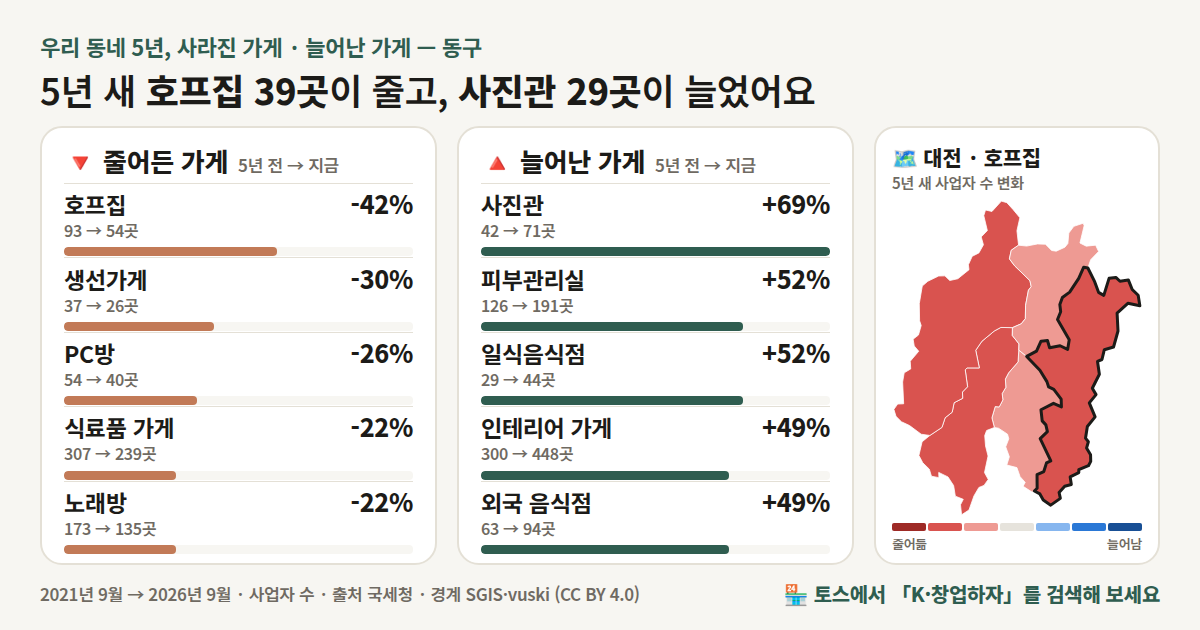 우리 동네 5년, 사라진 가게 · 늘어난 가게 — 동구
5년 새 호프집 39곳이 줄고, 사진관 29곳이 늘었어요
🔻 줄어든 가게 5년 전 → 지금
호프집 -42%
93 → 54곳
생선가게 -30%
37 → 26곳
PC방 -26%
54 → 40곳
식료품 가게 -22%
307 → 239곳
노래방 -22%
173 → 135곳
🔺 늘어난 가게 5년 전 → 지금
사진관 +69%
42 → 71곳
피부관리실 +52%
126 → 191곳
일식음식점 +52%
29 → 44곳
인테리어 가게 +49%
300 → 448곳
외국 음식점 +49%
63 → 94곳
🗺️ 대전 · 호프집
5년 새 사업자 수 변화
줄어듦 늘어남
2021년 9월 → 2026년 9월 · 사업자 수 · 출처 국세청 · 경계 SGIS·vuski (CC BY 4.0)
🏪 토스에서 「K·창업하자」를 검색해 보세요